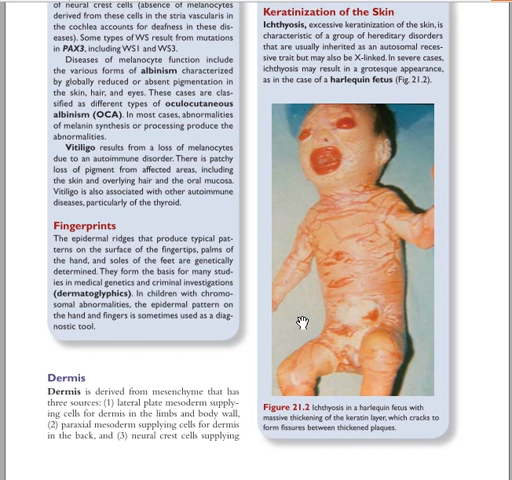 of neural crest cells (absence of melanocytes
derived from these cells in the stria vascularis in
the cochlea accounts for deafness in these dis-
eases). Some types of WS result from mutations
in PAX3, including WS1 and WS3.
Diseases of melanocyte function include
the various forms of albinism characterized
by globally reduced or absent pigmentation in
the skin, hair, and eyes. These cases are clas-
sified as different types of oculocutaneous
albinism (OCA). In most cases, abnormalities
of melanin synthesis or processing produce the
abnormalities.
Vitiligo results from a loss of melanocytes
due to an autoimmune disorder. There is patchy
loss of pigment from affected areas, including
the skin and overlying hair and the oral mucosa.
Vitiligo is also associated with other autoimmune
diseases, particularly of the thyroid.
Fingerprints
The epidermal ridges that produce typical pat-
terns on the surface of the fingertips, palms of
the hand, and soles of the feet are genetically
determined. They form the basis for many stud-
ies in medical genetics and criminal investigations
(dermatoglyphics). In children with chromo-
somal abnormalities, the epidermal pattern on
the hand and fingers is sometimes used as a diag-
nostic tool.
Dermis
Dermis is derived from mesenchyme that has
three sources: (1) lateral plate mesoderm supply-
ing cells for dermis in the limbs and body wall,
(2) paraxial mesoderm supplying cells for dermis
in the back, and (3) neural crest cells supplying
Keratinization of the Skin
Ichthyosis, excessive keratinization of the skin, is
characteristic of a group of hereditary disorders
that are usually inherited as an autosomal reces-
sive trait but may also be X-linked. In severe cases,
ichthyosis may result in a grotesque appearance,
as in the case of a harlequin fetus (Fig. 21.2).
Figure 21.2 Ichthyosis in a harlequin fetus with
massive thickening of the keratin layer, which cracks to
form fissures between thickened plaques.